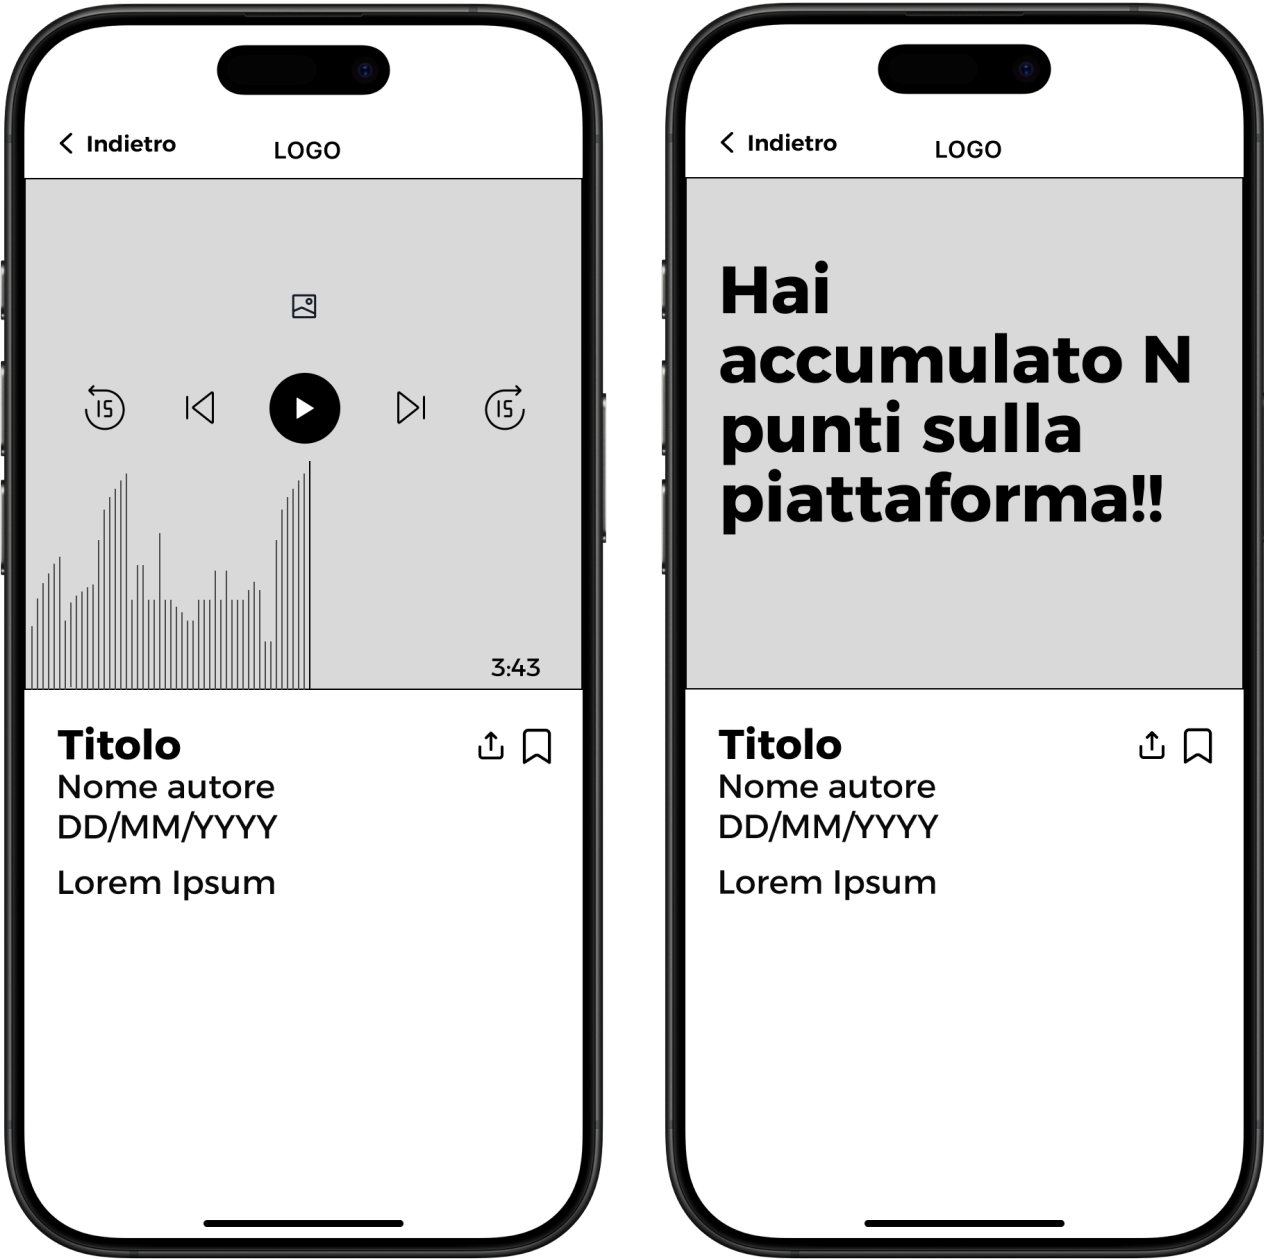 Indietro
LOGO
15
15
3:43
Titolo
Nome autore
DD/MM/YYYY
Lorem Ipsum
Indietro
LOGO
Hai
accumulato N
punti sulla
piattaforma!!
Titolo
Nome autore
DD/MM/YYYY
Lorem Ipsum